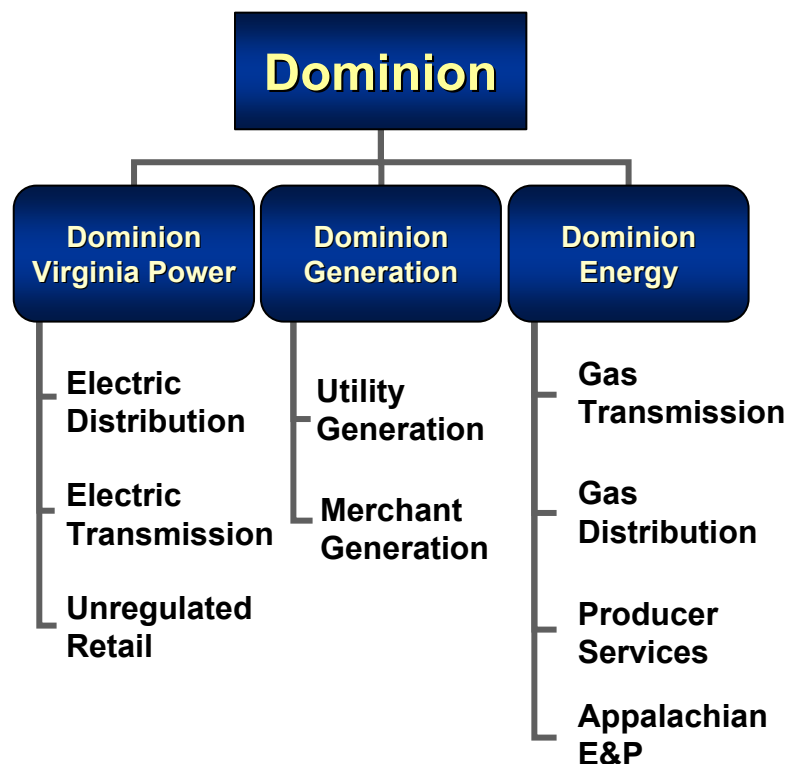 Dominion
Dominion
Virginia Power
Dominion
Generation
Dominion
Energy
Electric
Distribution
Electric
Transmission
Unregulated
Retail
Utility
Generation
Merchant
Generation
Gas
Transmission
Gas
Distribution
Producer
Services
Appalachian
E&P